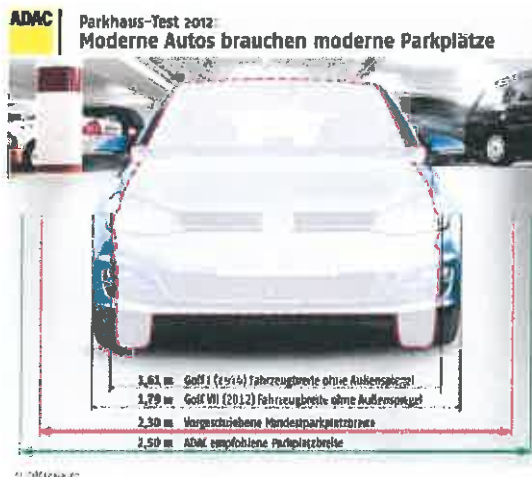 ADAC
Parkhaus-Test 2012:
Moderne Autos brauchen moderne Parkplätze
1,61 m Golf I (1974) Fahrzeugbreite ohne Außenspiegel
1,79 m Golf VII (2012) Fahrzeugbreite ohne Außenspiegel
2,30 m Vorgeschriebene Mindestparkplatzbreite
2,50 m ADAC empfohlene Parkplatzbreite